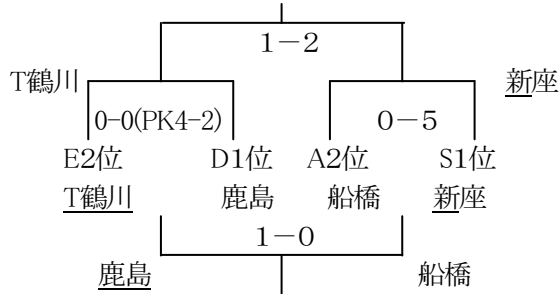 1−2
T鶴川 新座
0-0(PK4-2) 0−5
E2位 D1位 A2位 S1位
T鶴川 鹿島 船橋 新座
1−0
鹿島 船橋